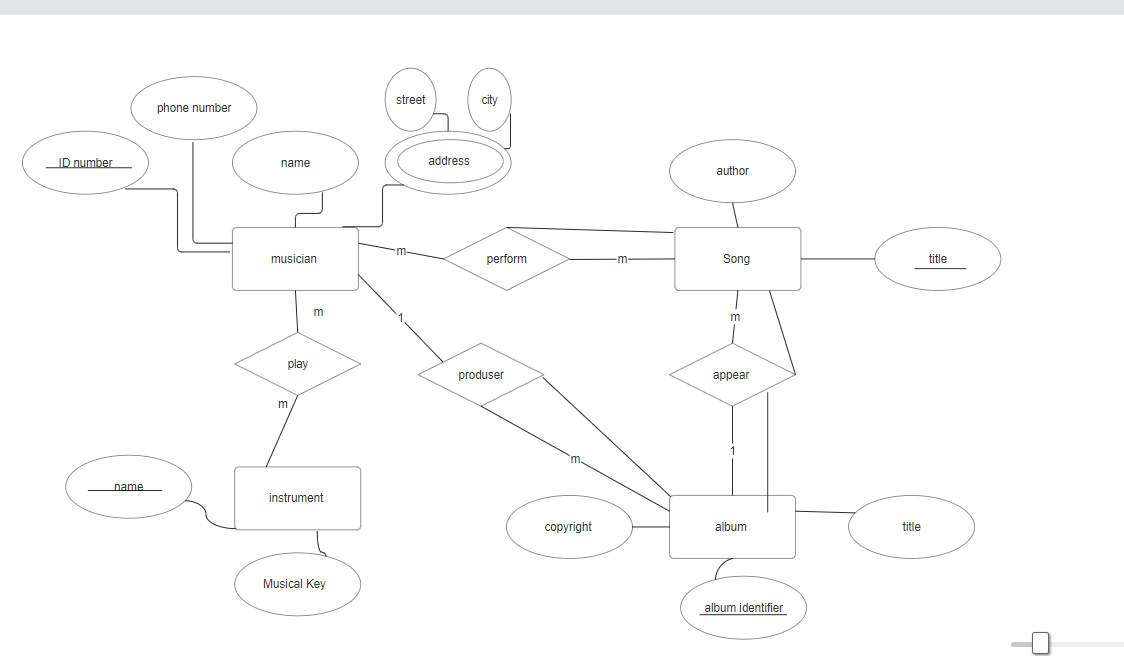 street
city
phone number
ID number
name
address
author
musician
m
perform
m
Song
title
m
1
m
play
produser
appear
m
1
m
name
instrument
copyright
album
title
Musical Key
album identifier